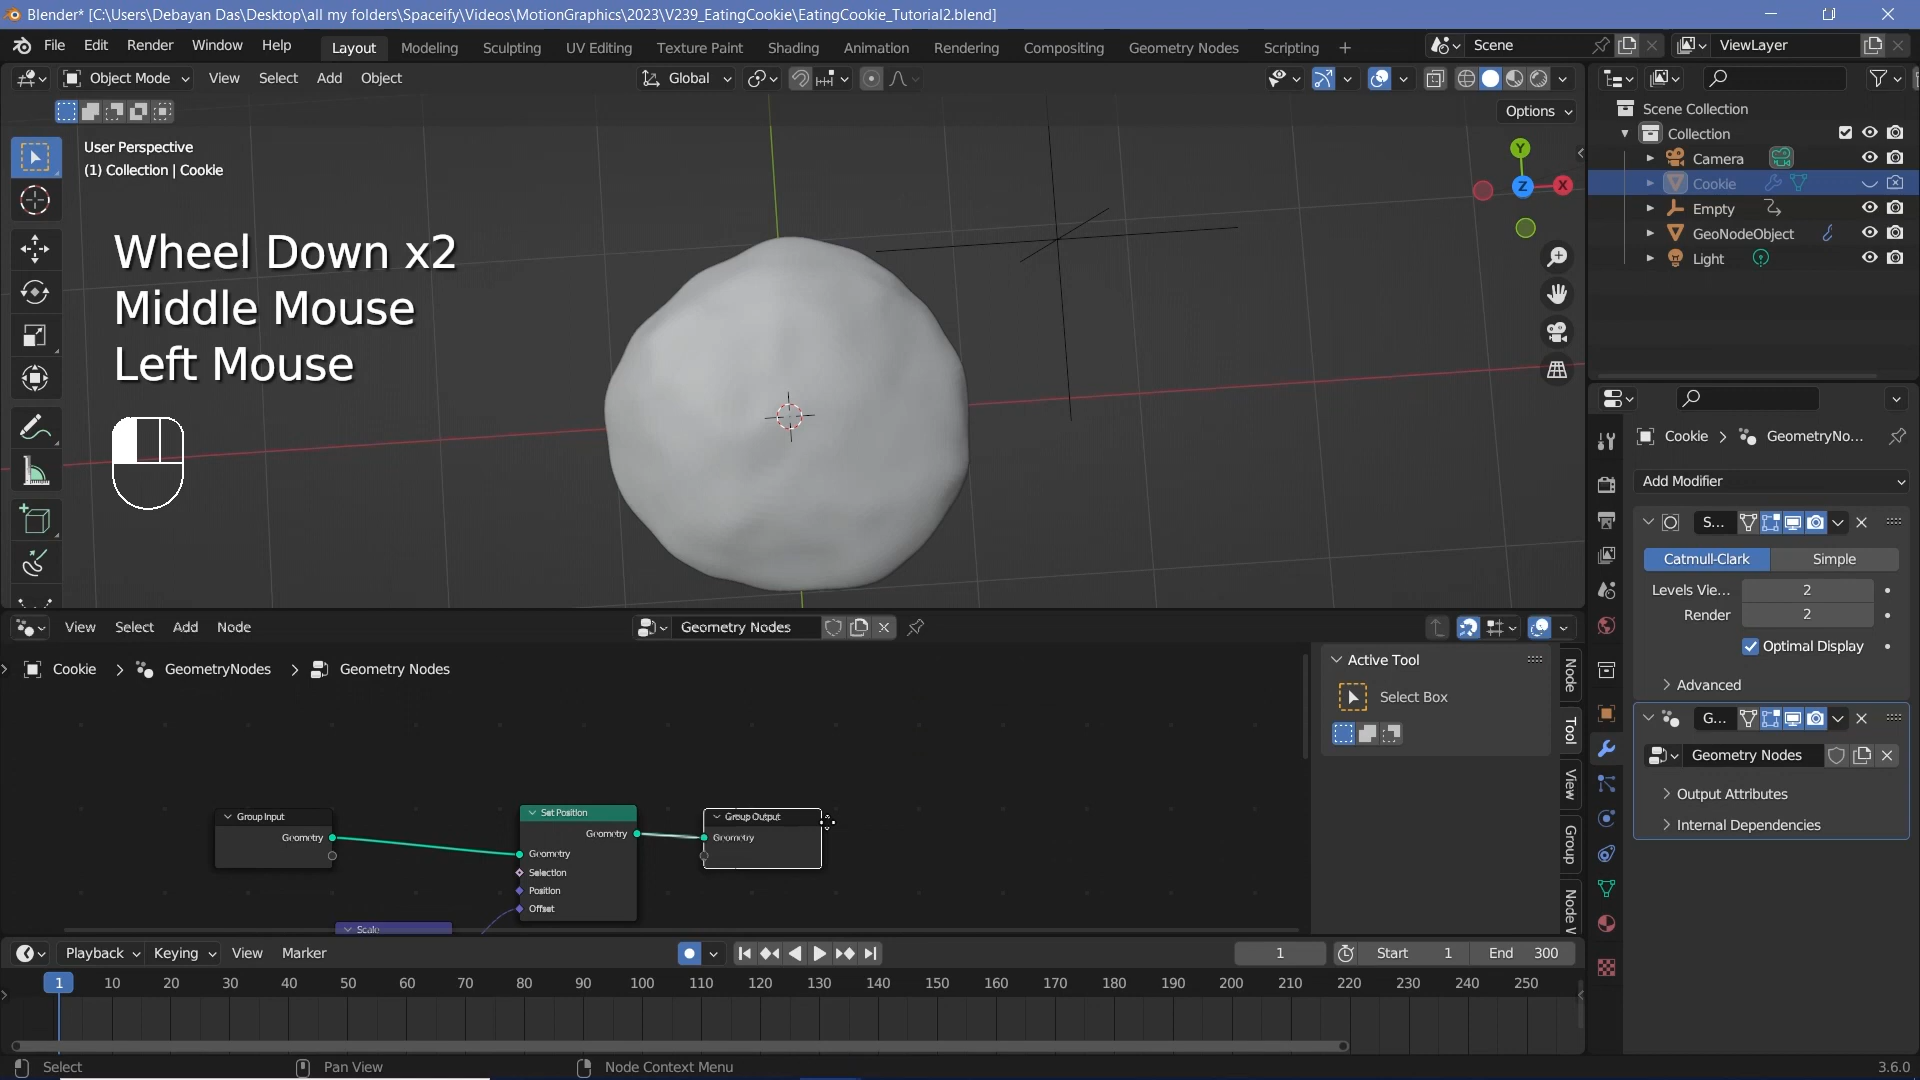 Blender* [C:\Users\Debayan Das\Desktop\all my folders\Spaceify\Videos\MotionGraphics\2023\V239_EatingCookie\EatingCookie_Tutorial2.blend]
File Edit Render Window Help Layout Modeling Sculpting UV Editing Texture Paint Shading Animation Rendering Compositing Geometry Nodes Scripting + Scene ViewLayer
Object Mode View Select Add Object Global
Options
User Perspective
(1) Collection | Cookie
Wheel Down x2
Middle Mouse
Left Mouse
Y
Z
X
Scene Collection
Collection
Camera
Cookie
Empty
GeoNodeObject
Light
Cookie > GeometryNo...
Add Modifier
S...
Catmull-Clark Simple
Levels Vie... 2
Render 2
Optimal Display
Advanced
G...
Geometry Nodes
Output Attributes
Internal Dependencies
View Select Add Node Geometry Nodes
Cookie > GeometryNodes > Geometry Nodes
Active Tool
Select Box
Node
Tool
View
Group
Node W
Group Input
Geometry
Set Position
Geometry
Geometry
Selection
Position
Offset
Group Output
Geometry
Scale
Playback Keying View Marker 1 Start 1 End 300
1 10 20 30 40 50 60 70 80 90 100 110 120 130 140 150 160 170 180 190 200 210 220 230 240 250
Select Pan View Node Context Menu 3.6.0